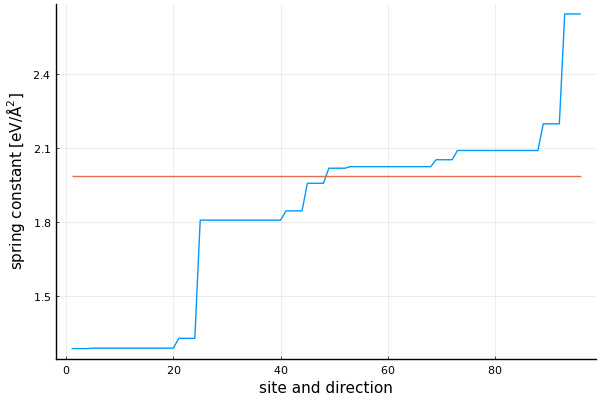 spring constant [eV/Å²]
2.4
2.1
1.8
1.5
0 20 40 60 80
site and direction